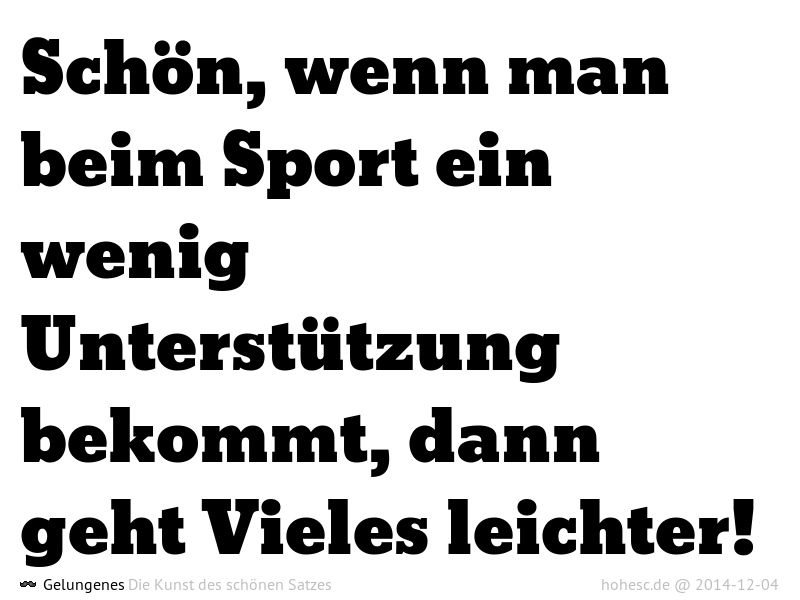 Schön, wenn man
beim Sport ein
wenig
Unterstützung
bekommt, dann
geht Vieles leichter!
Gelungenes Die Kunst des schönen Satzes hohesc.de @ 2014-12-04